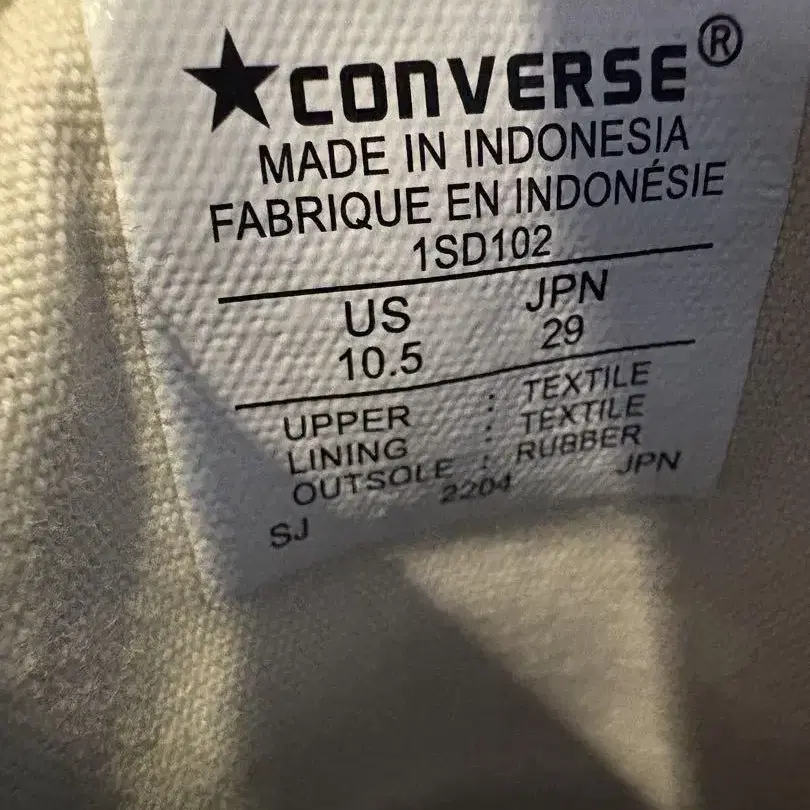 ★CONVERSE®
MADE IN INDONESIA
FABRIQUE EN INDONÉSIE
1SD102
US JPN
10.5 29
UPPER : TEXTILE
LINING : TEXTILE
OUTSOLE : RUBBER
SJ 2204 JPN